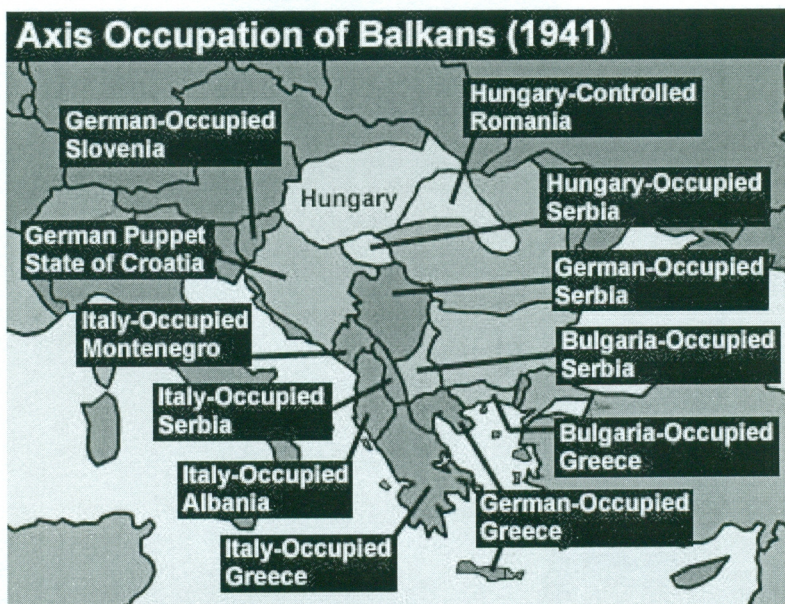 Axis Occupation of Balkans (1941)
German-Occupied
Slovenia
Hungary-Controlled
Romania
Hungary
Hungary-Occupied
Serbia
German Puppet
State of Croatia
German-Occupied
Serbia
Italy-Occupied
Montenegro
Bulgaria-Occupied
Serbia
Italy-Occupied
Serbia
Bulgaria-Occupied
Greece
Italy-Occupied
Albania
German-Occupied
Greece
Italy-Occupied
Greece